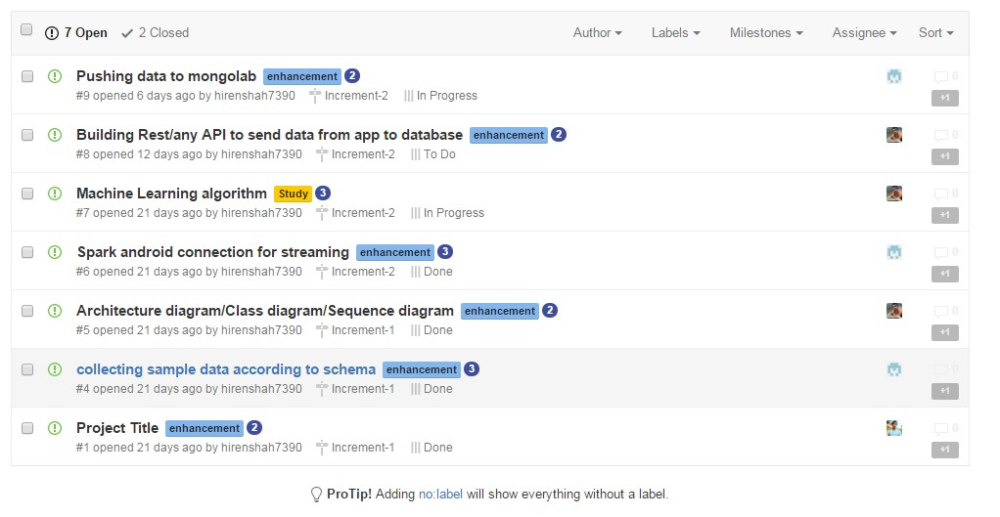 7 Open 2 Closed Author Labels Milestones Assignee Sort
Pushing data to mongolab enhancement 2 0
#9 opened 6 days ago by hirenshah7390 Increment-2 In Progress +1
Building Rest/any API to send data from app to database enhancement 2 0
#8 opened 12 days ago by hirenshah7390 Increment-2 To Do +1
Machine Learning algorithm Study 3 0
#7 opened 21 days ago by hirenshah7390 Increment-2 In Progress +1
Spark android connection for streaming enhancement 3 0
#6 opened 21 days ago by hirenshah7390 Increment-2 Done +1
Architecture diagram/Class diagram/Sequence diagram enhancement 2 0
#5 opened 21 days ago by hirenshah7390 Increment-1 Done +1
collecting sample data according to schema enhancement 3 0
#4 opened 21 days ago by hirenshah7390 Increment-1 Done +1
Project Title enhancement 2 0
#1 opened 21 days ago by hirenshah7390 Increment-1 Done +1
ProTip! Adding no:label will show everything without a label.